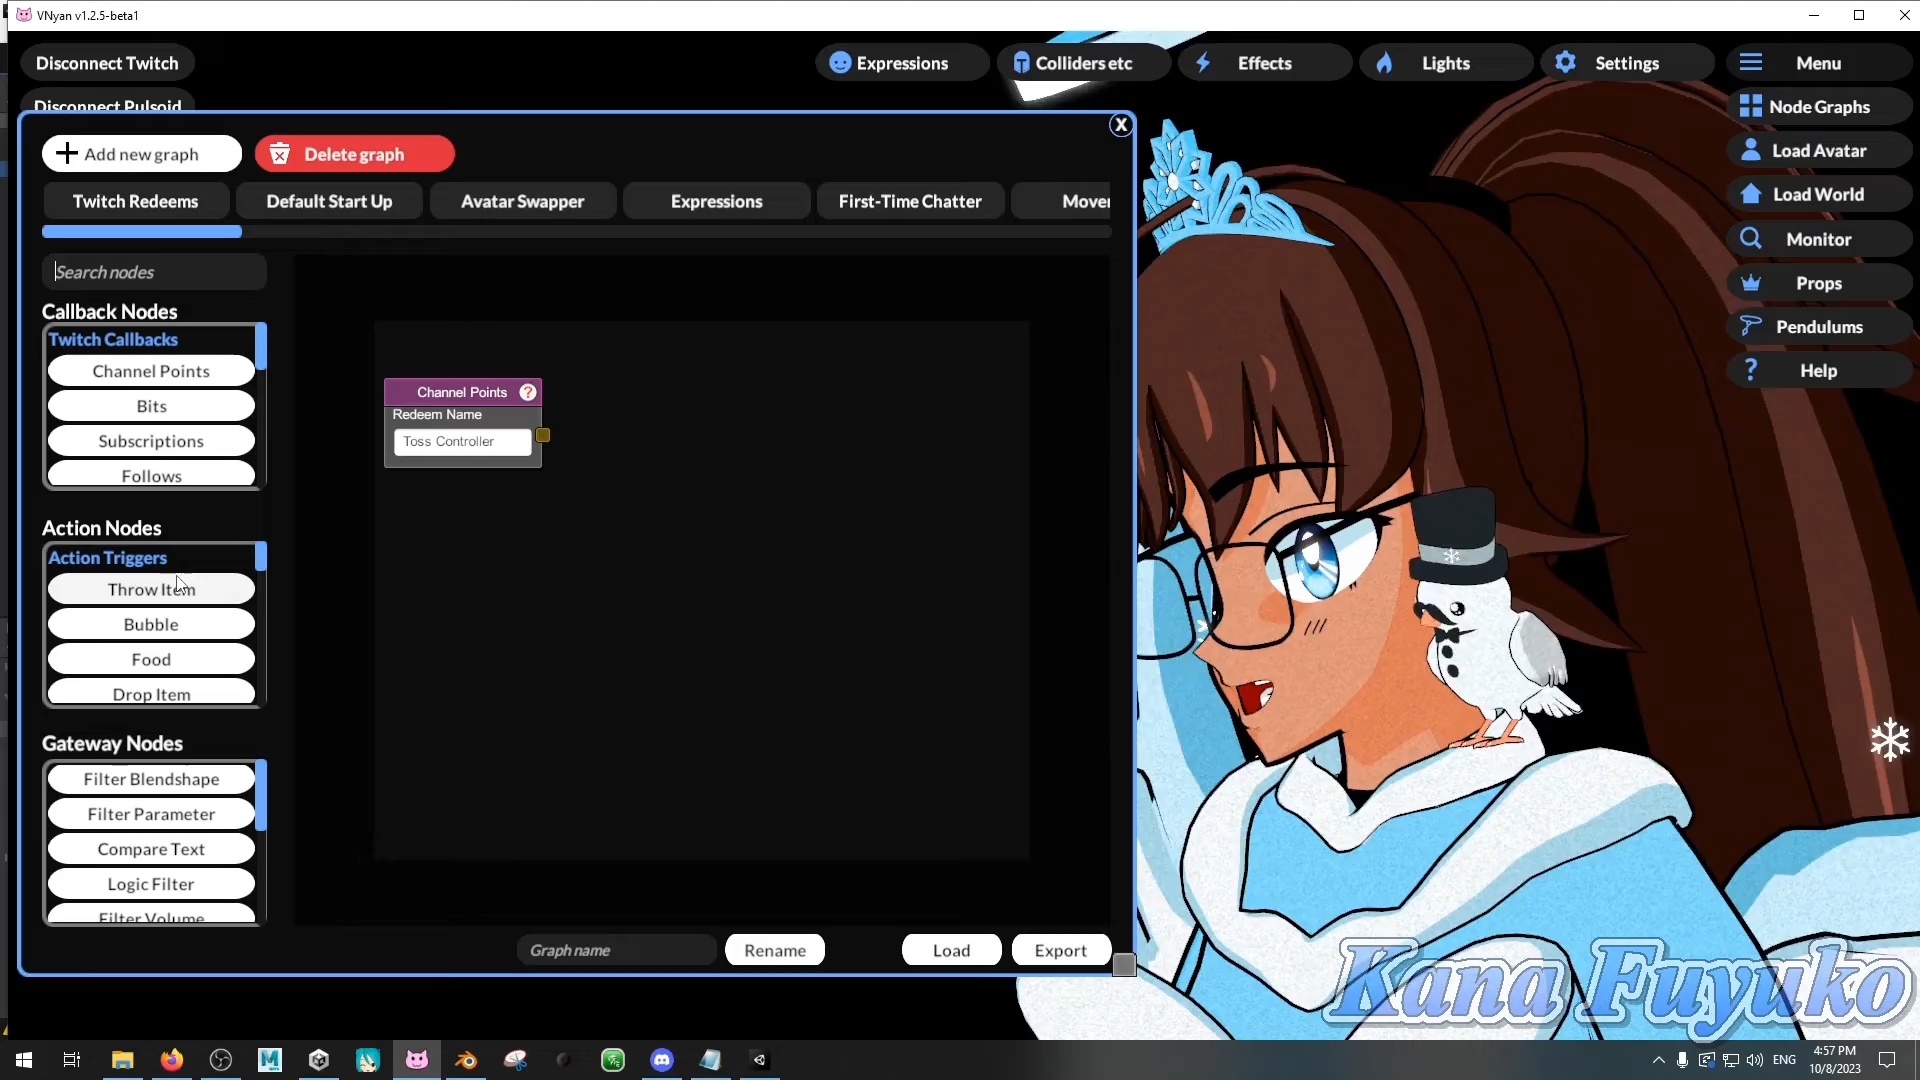 VNyan v1.2.5-beta1
Disconnect Twitch
Expressions
Colliders etc
Effects
Lights
Settings
Menu
Disconnect Pulsoid
Node Graphs
Load Avatar
Load World
Monitor
Props
Pendulums
Help
X
Add new graph
Delete graph
Twitch Redeems
Default Start Up
Avatar Swapper
Expressions
First-Time Chatter
Mover
Search nodes
Callback Nodes
Twitch Callbacks
Channel Points
Bits
Subscriptions
Follows
Channel Points ?
Redeem Name
Toss Controller
Action Nodes
Action Triggers
Throw Item
Bubble
Food
Drop Item
Gateway Nodes
Filter Blendshape
Filter Parameter
Compare Text
Logic Filter
Filter Volume
Graph name
Rename
Load
Export
Kana Fuyuko
ENG
4:57 PM
10/8/2023